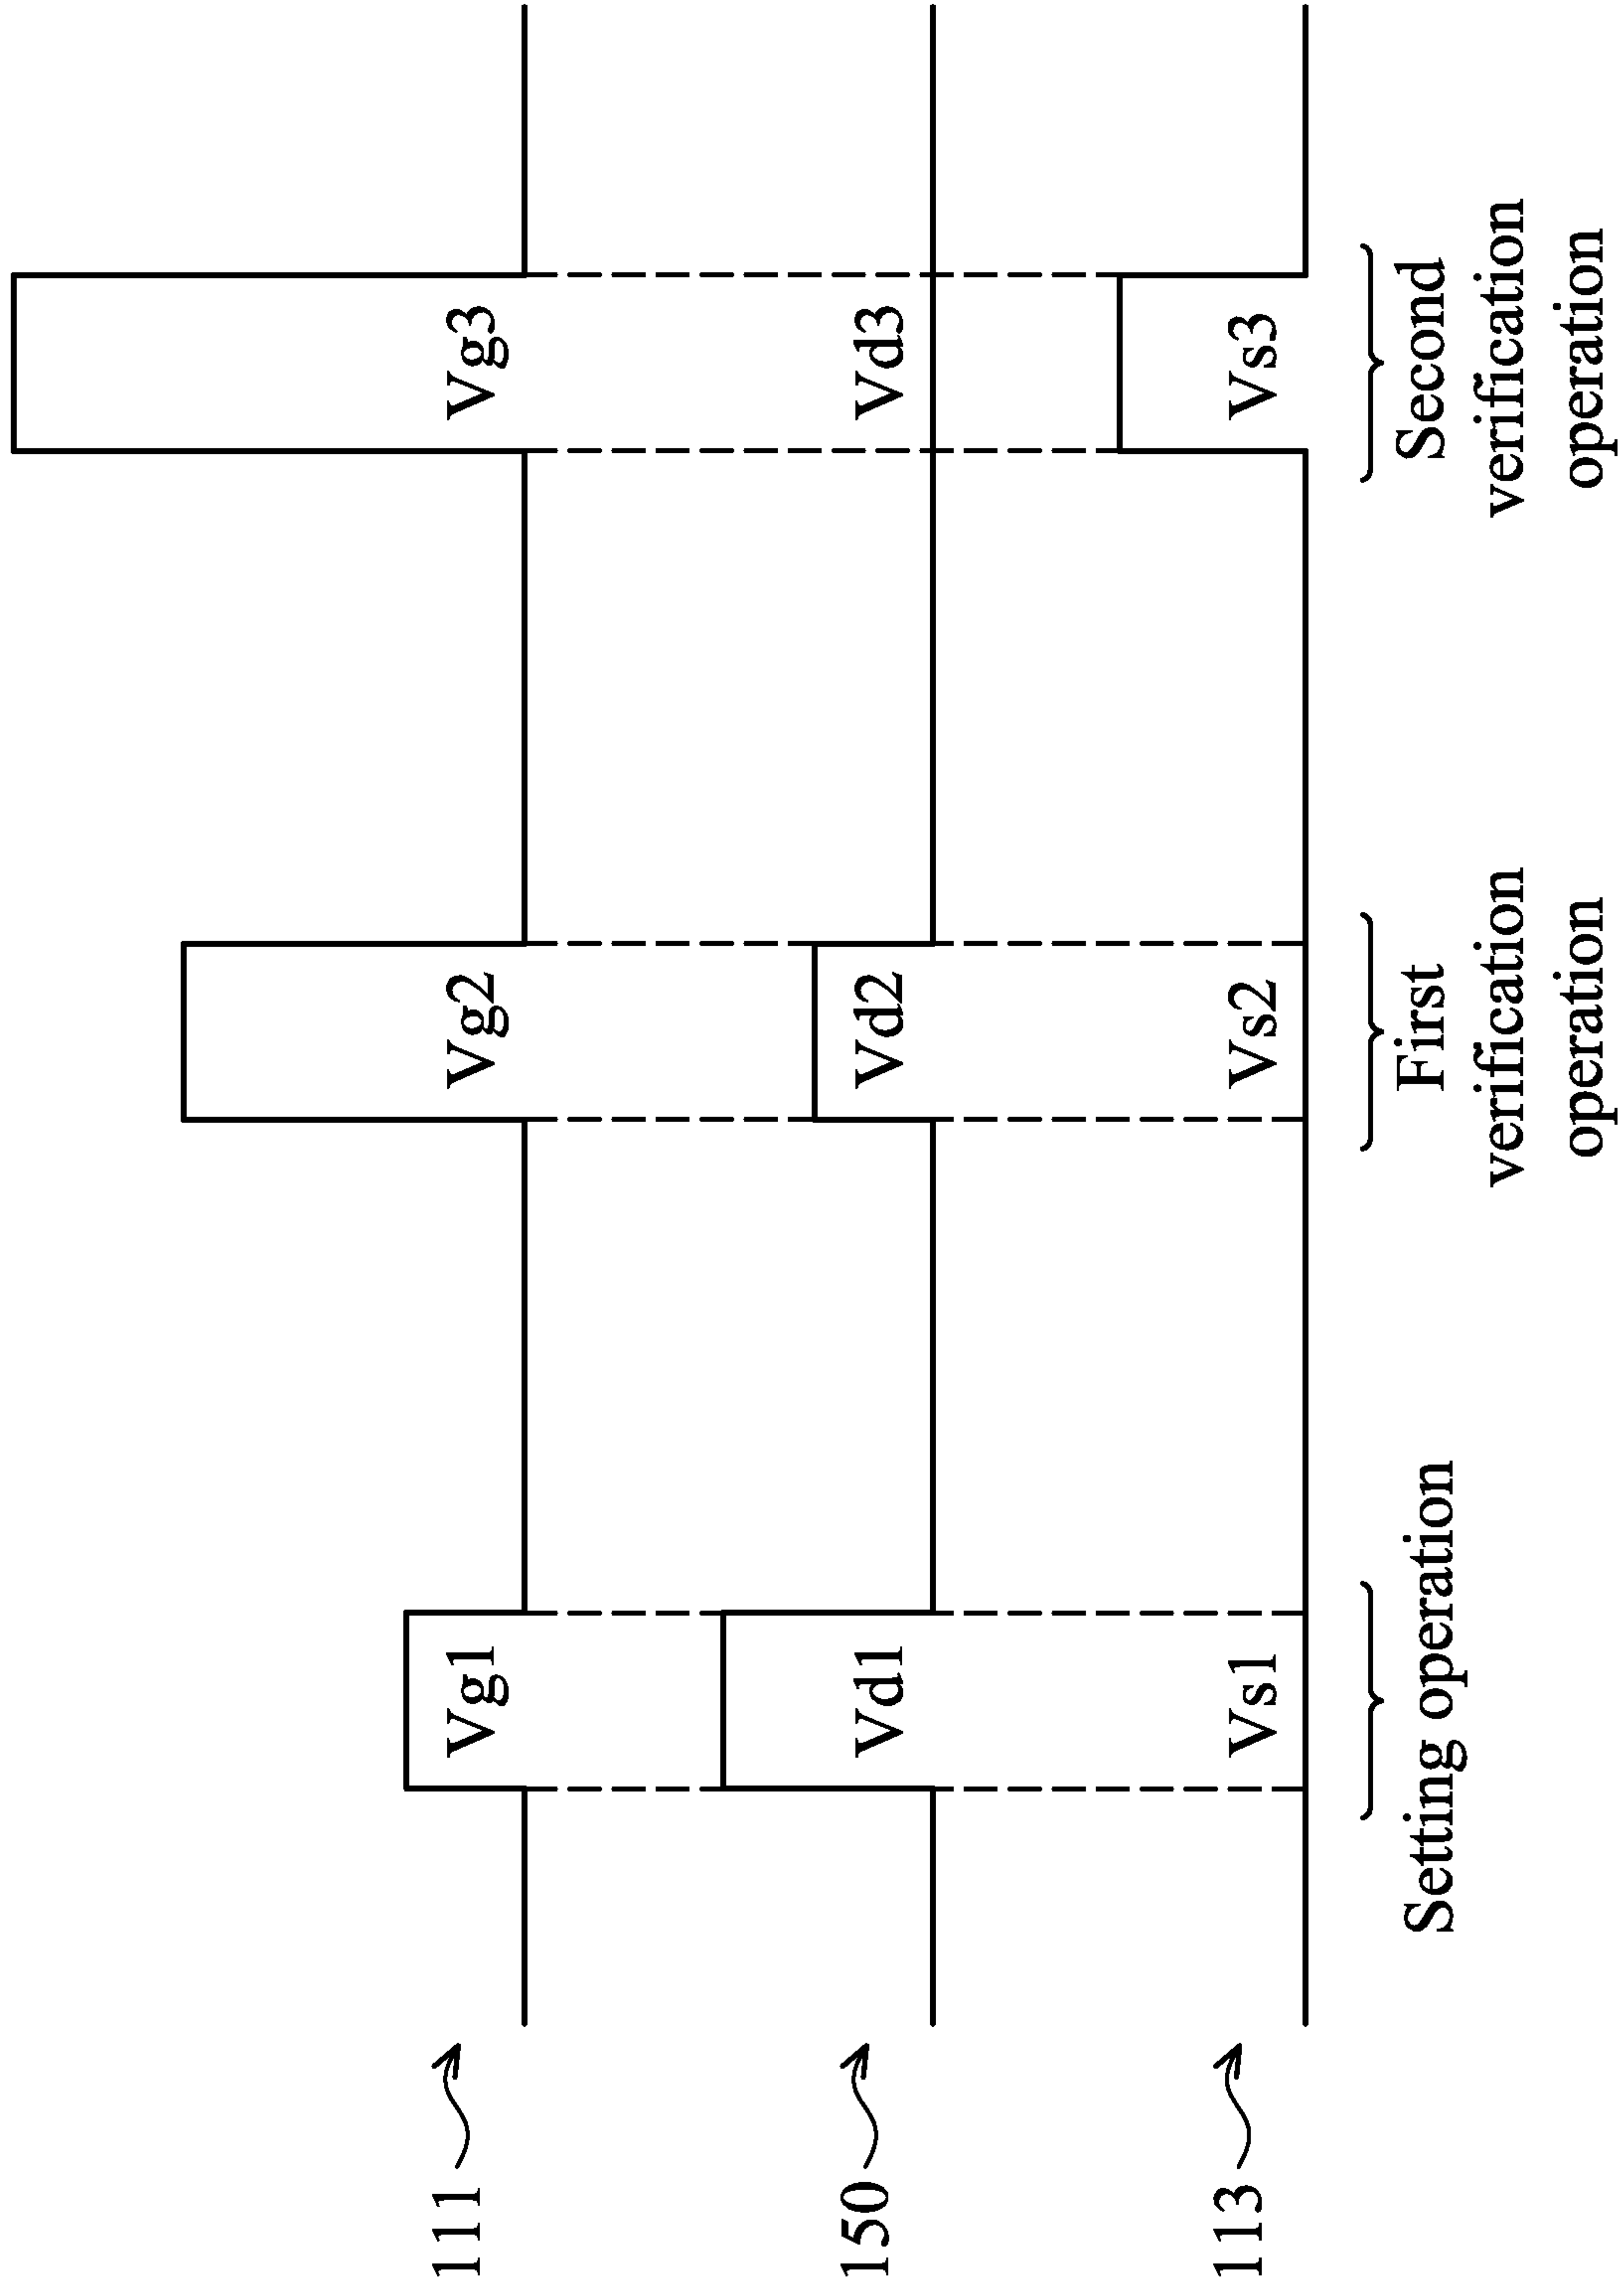 111
Vg1
Vg2
Vg3
150
Vd1
Vd2
Vd3
113
Vs1
Vs2
Vs3
Setting operation
First
verification
operation
Second
verification
operation